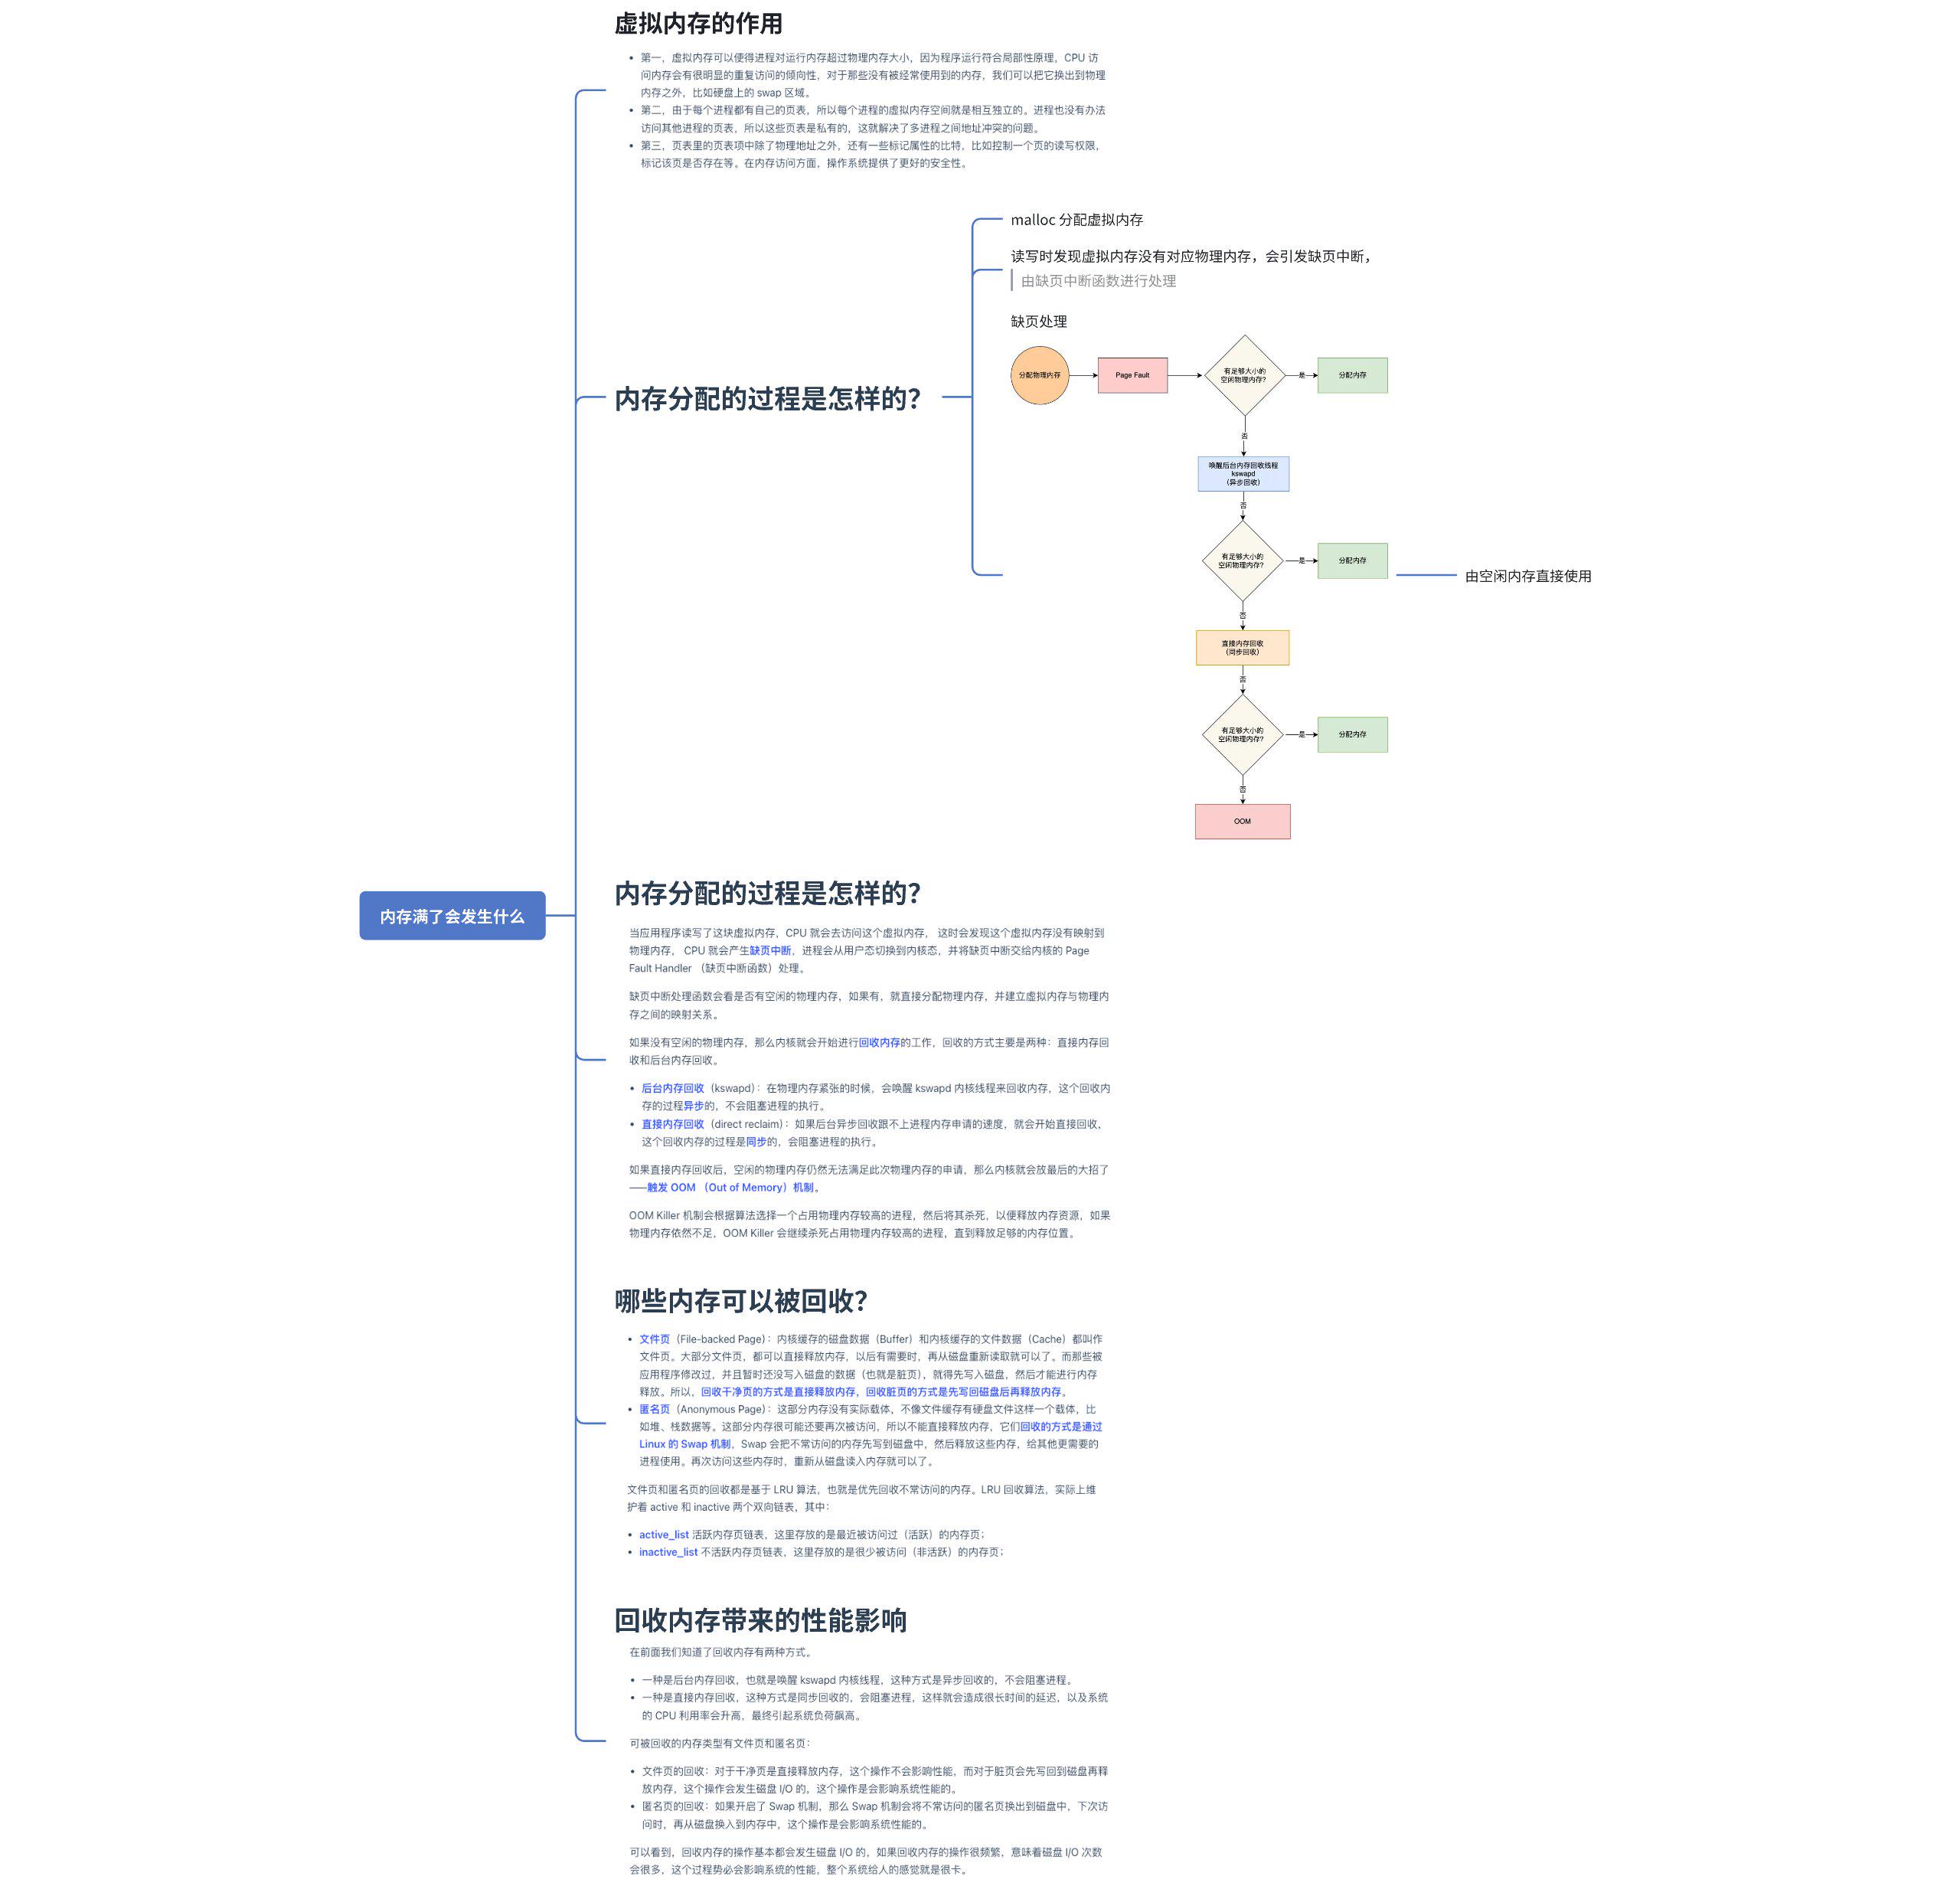 虚拟内存的作用
• 第一，虚拟内存可以使得进程对运行内存超过物理内存大小，因为程序运行符合局部性原理，CPU 访
问内存会有很明显的重复访问的倾向性，对于那些没有被经常使用到的内存，我们可以把它换出到物理
内存之外，比如硬盘上的 swap 区域。
• 第二，由于每个进程都有自己的页表，所以每个进程的虚拟内存空间就是相互独立的。进程也没有办法
访问其他进程的页表，所以这些页表是私有的，这就解决了多进程之间地址冲突的问题。
• 第三，页表里的页表项中除了物理地址之外，还有一些标记属性的比特，比如控制一个页的读写权限，
标记该页是否存在等。在内存访问方面，操作系统提供了更好的安全性。
内存分配的过程是怎样的？
malloc 分配虚拟内存
读写时发现虚拟内存没有对应物理内存，会引发缺页中断，
由缺页中断函数进行处理
缺页处理
分配物理内存
Page Fault
有足够大小的
空闲物理内存?
是
分配内存
否
唤醒后台内存回收线程
kswapd
（异步回收）
否
有足够大小的
空闲物理内存?
是
分配内存
由空闲内存直接使用
否
直接内存回收
（同步回收）
否
有足够大小的
空闲物理内存?
是
分配内存
否
OOM
内存满了会发生什么
内存分配的过程是怎样的？
当应用程序读写了这块虚拟内存，CPU 就会去访问这个虚拟内存， 这时会发现这个虚拟内存没有映射到
物理内存， CPU 就会产生缺页中断，进程会从用户态切换到内核态，并将缺页中断交给内核的 Page
Fault Handler （缺页中断函数）处理。
缺页中断处理函数会看是否有空闲的物理内存，如果有，就直接分配物理内存，并建立虚拟内存与物理内
存之间的映射关系。
如果没有空闲的物理内存，那么内核就会开始进行回收内存的工作，回收的方式主要是两种：直接内存回
收和后台内存回收。
• 后台内存回收（kswapd）：在物理内存紧张的时候，会唤醒 kswapd 内核线程来回收内存，这个回收内
存的过程异步的，不会阻塞进程的执行。
• 直接内存回收（direct reclaim）：如果后台异步回收跟不上进程内存申请的速度，就会开始直接回收，
这个回收内存的过程是同步的，会阻塞进程的执行。
如果直接内存回收后，空闲的物理内存仍然无法满足此次物理内存的申请，那么内核就会放最后的大招了
——触发 OOM （Out of Memory）机制。
OOM Killer 机制会根据算法选择一个占用物理内存较高的进程，然后将其杀死，以便释放内存资源，如果
物理内存依然不足，OOM Killer 会继续杀死占用物理内存较高的进程，直到释放足够的内存位置。
哪些内存可以被回收？
• 文件页（File-backed Page）：内核缓存的磁盘数据（Buffer）和内核缓存的文件数据（Cache）都叫作
文件页。大部分文件页，都可以直接释放内存，以后有需要时，再从磁盘重新读取就可以了。而那些被
应用程序修改过，并且暂时还没写入磁盘的数据（也就是脏页），就得先写入磁盘，然后才能进行内存
释放。所以，回收干净页的方式是直接释放内存，回收脏页的方式是先写回磁盘后再释放内存。
• 匿名页（Anonymous Page）：这部分内存没有实际载体，不像文件缓存有硬盘文件这样一个载体，比
如堆、栈数据等。这部分内存很可能还要再次被访问，所以不能直接释放内存，它们回收的方式是通过
Linux 的 Swap 机制，Swap 会把不常访问的内存先写到磁盘中，然后释放这些内存，给其他更需要的
进程使用。再次访问这些内存时，重新从磁盘读入内存就可以了。
文件页和匿名页的回收都是基于 LRU 算法，也就是优先回收不常访问的内存。LRU 回收算法，实际上维
护着 active 和 inactive 两个双向链表，其中：
• active_list 活跃内存页链表，这里存放的是最近被访问过（活跃）的内存页；
• inactive_list 不活跃内存页链表，这里存放的是很少被访问（非活跃）的内存页；
回收内存带来的性能影响
在前面我们知道了回收内存有两种方式。
• 一种是后台内存回收，也就是唤醒 kswapd 内核线程，这种方式是异步回收的，不会阻塞进程。
• 一种是直接内存回收，这种方式是同步回收的，会阻塞进程，这样就会造成很长时间的延迟，以及系统
的 CPU 利用率会升高，最终引起系统负荷飙高。
可被回收的内存类型有文件页和匿名页：
• 文件页的回收：对于干净页是直接释放内存，这个操作不会影响性能，而对于脏页会先写回到磁盘再释
放内存，这个操作会发生磁盘 I/O 的，这个操作是会影响系统性能的。
• 匿名页的回收：如果开启了 Swap 机制，那么 Swap 机制会将不常访问的匿名页换出到磁盘中，下次访
问时，再从磁盘换入到内存中，这个操作是会影响系统性能的。
可以看到，回收内存的操作基本都会发生磁盘 I/O 的，如果回收内存的操作很频繁，意味着磁盘 I/O 次数
会很多，这个过程势必会影响系统的性能，整个系统给人的感觉就是很卡。